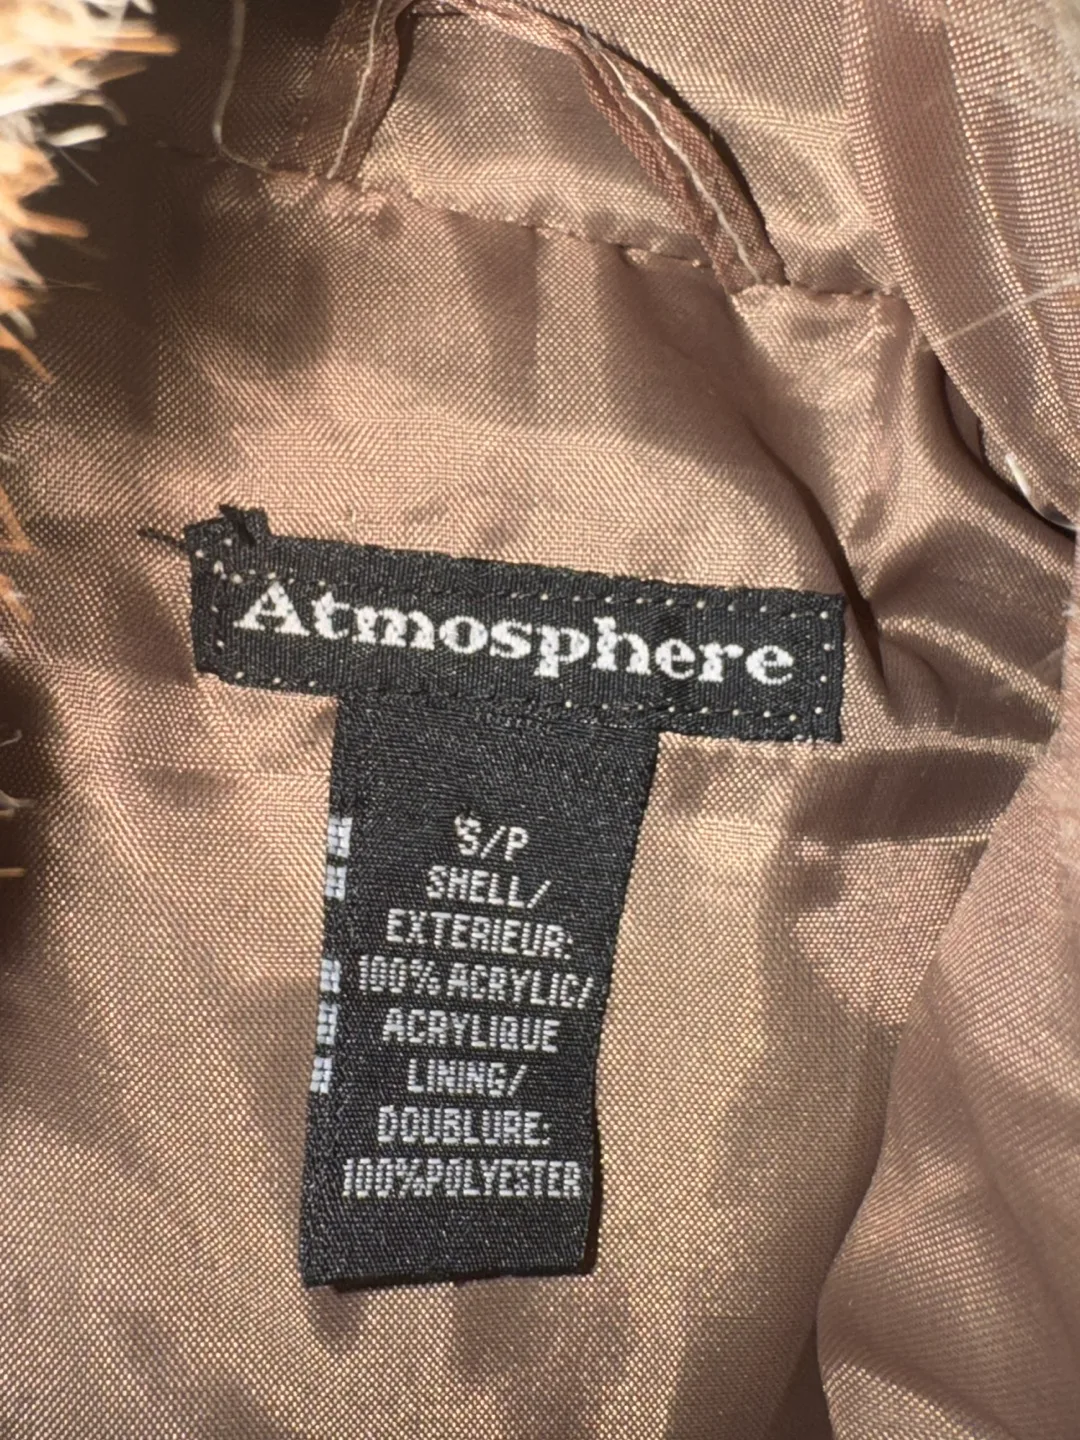 Atmosphere
S/P
SHELL/
EXTERIEUR:
100% ACRYLIC/
ACRYLIQUE
LINING/
DOUBLURE:
100%POLYESTER